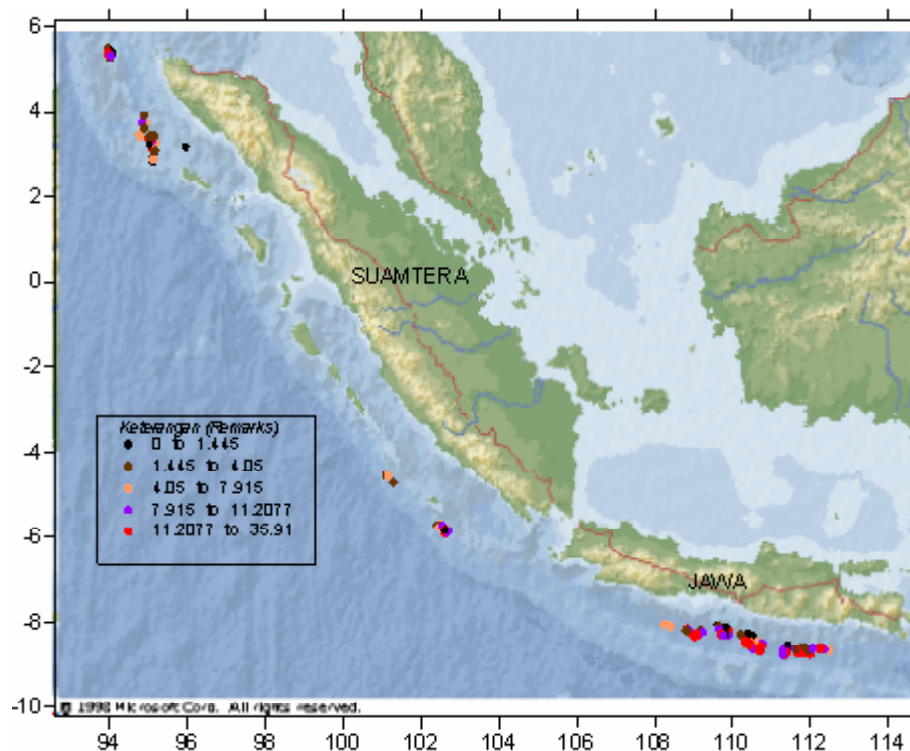 6
4
2
0
-2
-4
-6
-8
-10
SUAMTERA
Keterangan (Remarks)
0 to 1.445
1.445 to 4.05
4.05 to 7.915
7.915 to 11.2077
11.2077 to 35.91
JAWA
© 1998 Microsoft Corp. All rights reserved.
94 96 98 100 102 104 106 108 110 112 114